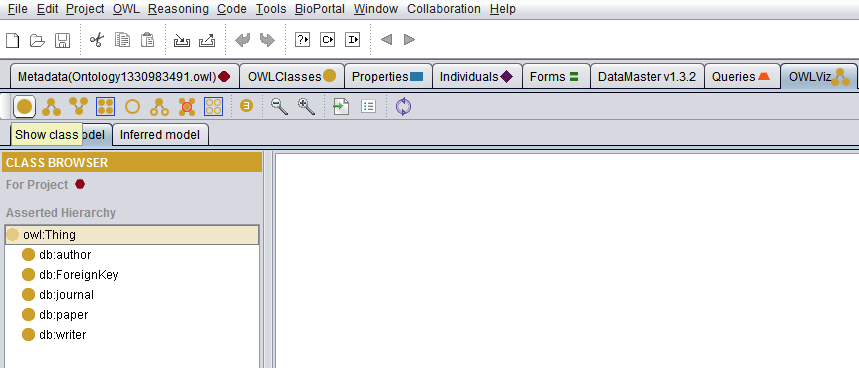 File Edit Project OWL Reasoning Code Tools BioPortal Window Collaboration Help
Metadata(Ontology1330983491.owl) OWLClasses Properties Individuals Forms DataMaster v1.3.2 Queries OWLViz
Show class odel Inferred model
CLASS BROWSER
For Project
Asserted Hierarchy
owl:Thing
db:author
db:ForeignKey
db:journal
db:paper
db:writer